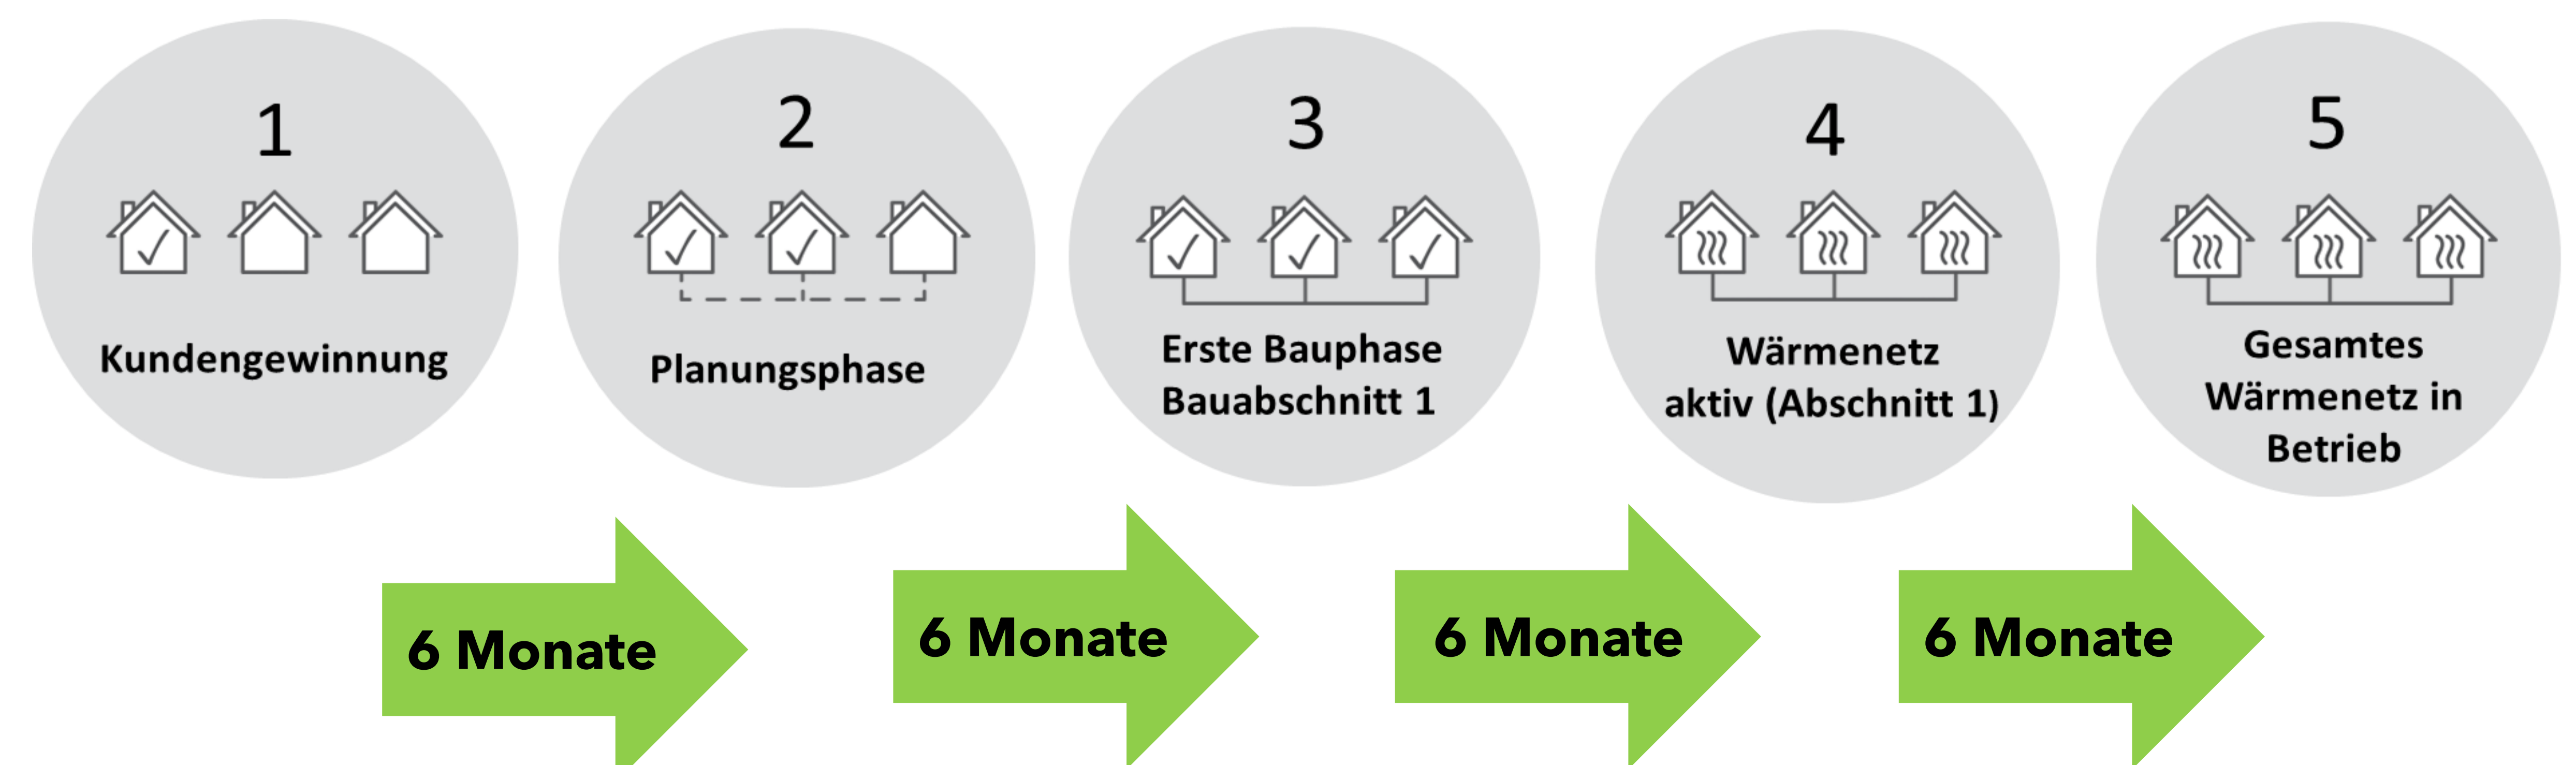 1
Kundengewinnung
2
Planungsphase
3
Erste Bauphase
Bauabschnitt 1
4
Wärmenetz
aktiv (Abschnitt 1)
5
Gesamtes
Wärmenetz in
Betrieb
6 Monate
6 Monate
6 Monate
6 Monate